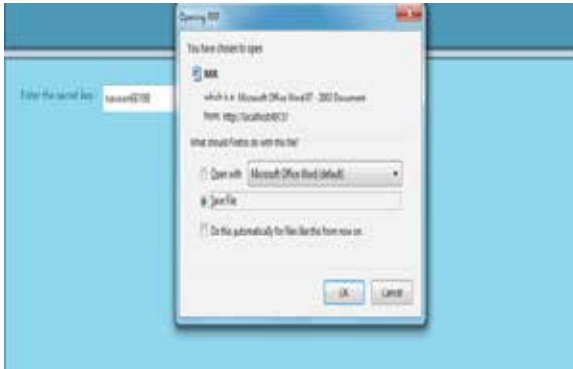 You have chosen to open
which is a: Microsoft Office Word 97 - 2003 Document
from: http://localhost
Enter the secret key
What should Firefox do with this file?
Open with Microsoft Office Word (default)
Save File
Do this automatically for files like this from now on.
OK Cancel